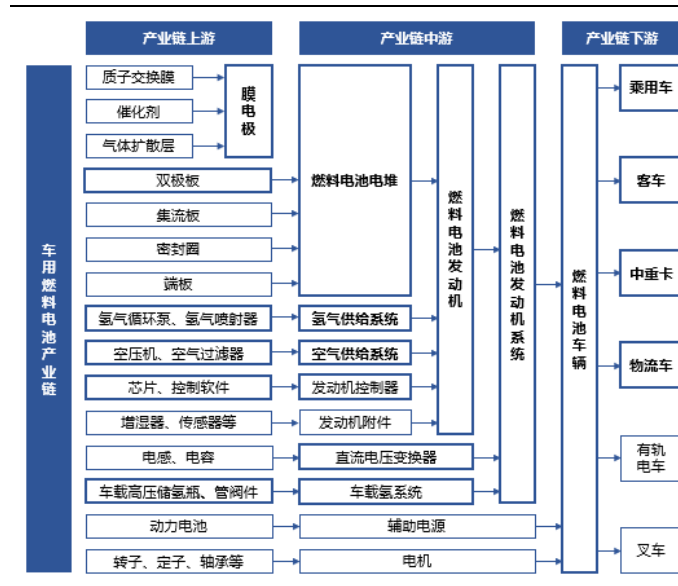 产业链上游
产业链中游
产业链下游
车用燃料电池产业链
质子交换膜
催化剂
气体扩散层
膜电极
双极板
集流板
密封圈
端板
氢气循环泵、氢气喷射器
空压机、空气过滤器
芯片、控制软件
增湿器、传感器等
电感、电容
车载高压储氢瓶、管阀件
动力电池
转子、定子、轴承等
燃料电池电堆
氢气供给系统
空气供给系统
发动机控制器
发动机附件
直流电压变换器
车载氢系统
辅助电源
电机
燃料电池发动机
燃料电池发动机系统
燃料电池车辆
乘用车
客车
中重卡
物流车
有轨
电车
叉车